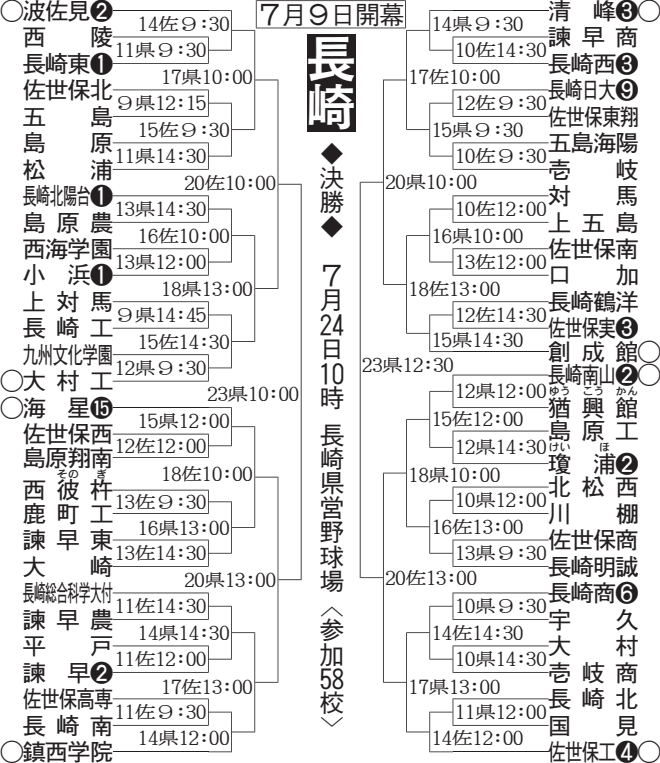 7月9日開幕
長崎
◆決勝◆ 7月24日10時 長崎県営野球場〈参加58校〉
○波佐見❷
14佐9:30
西陵
11県9:30
長崎東❶
17県10:00
佐世保北
9県12:15
五島
15佐9:30
島原
11県14:30
松浦
20佐10:00
長崎北陽台❶
13県14:30
島原農
16佐10:00
西海学園
13県12:00
小浜❶
18県13:00
上対馬
9県14:45
長崎工
15佐14:30
九州文化学園
12県9:30
○大村工
23県10:00
○海星⓯
15県12:00
佐世保西
12佐12:00
島原翔南
18佐10:00
そのぎ
西彼杵
13佐9:30
鹿町工
16県13:00
諫早東
13佐14:30
大崎
20県13:00
長崎総合科学大付
11佐14:30
諫早農
14県14:30
平戸
11佐12:00
諫早❷
17佐13:00
佐世保高専
11佐9:30
長崎南
14県12:00
○鎮西学院
清峰❸○
14県9:30
諫早商
10佐14:30
長崎西❸
17佐10:00
長崎日大❾
12佐9:30
佐世保東翔
15県9:30
五島海陽
10佐9:30
壱岐
20県10:00
対馬
10佐12:00
上五島
16県10:00
佐世保南
13佐12:00
口加
18佐13:00
長崎鶴洋
12佐14:30
佐世保実❸
15県14:30
創成館○
23県12:30
長崎南山❷○
12県12:00
ゆうこうかん
猶興館
15佐12:00
島原工
12県14:30
けいほ
瓊浦❷
18県10:00
北松西
10県12:00
川棚
16佐13:00
佐世保商
13県9:30
長崎明誠
20佐13:00
長崎商❻
10県9:30
宇久
14佐14:30
大村
10県14:30
壱岐商
17県13:00
長崎北
11県12:00
国見
14佐12:00
佐世保工❹○